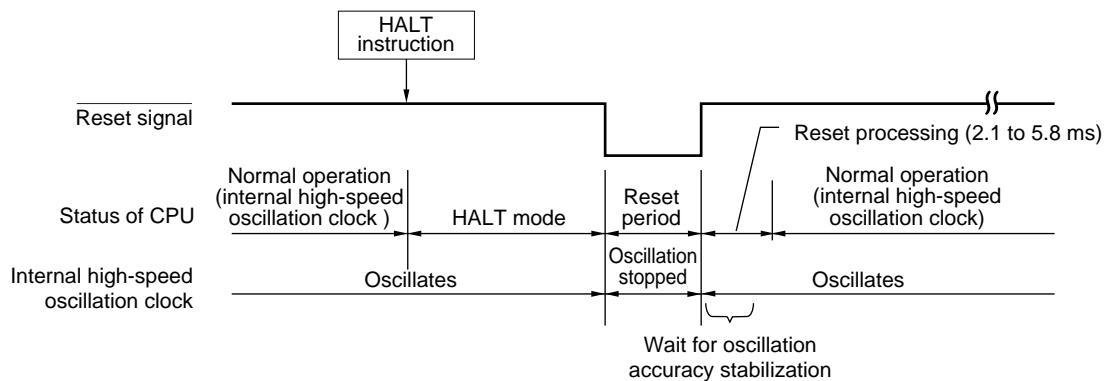 HALT
instruction
Reset signal
Reset processing (2.1 to 5.8 ms)
Status of CPU
Normal operation
(internal high-speed
oscillation clock )
HALT mode
Reset
period
Normal operation
(internal high-speed
oscillation clock)
Internal high-speed
oscillation clock
Oscillates
Oscillation
stopped
Oscillates
Wait for oscillation
accuracy stabilization